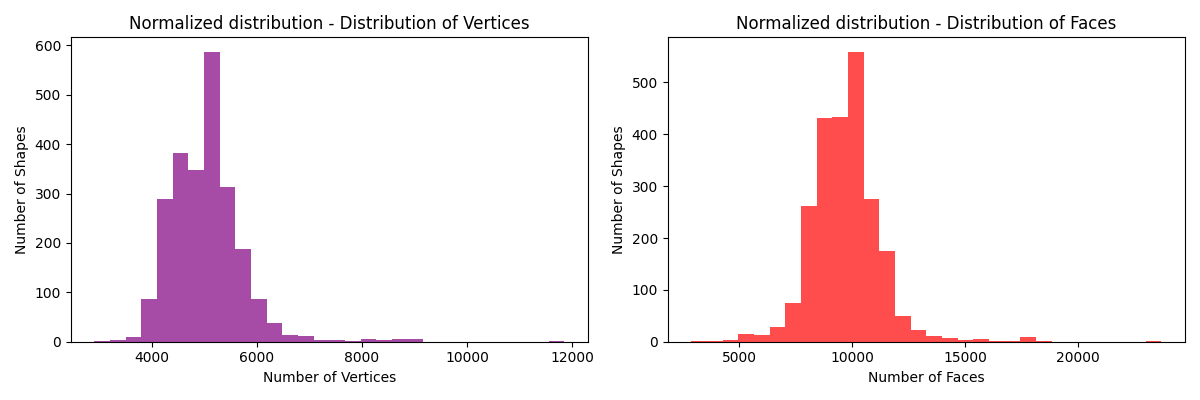 Normalized distribution - Distribution of Vertices
600
500
400
300
200
100
0
Number of Shapes
4000 6000 8000 10000 12000
Number of Vertices
Normalized distribution - Distribution of Faces
500
400
300
200
100
0
Number of Shapes
5000 10000 15000 20000
Number of Faces